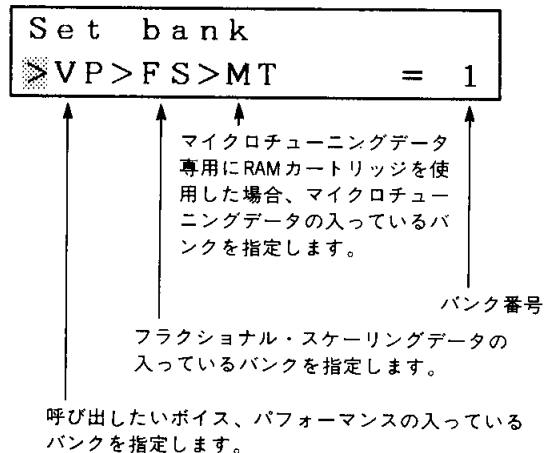 Set bank
>VP>FS>MT = 1
マイクロチューニングデータ
専用にRAMカートリッジを使
用した場合、マイクロチュー
ニングデータの入っているバ
ンクを指定します。
バンク番号
フラクショナル・スケーリングデータの
入っているバンクを指定します。
呼び出したいボイス、パフォーマンスの入っている
バンクを指定します。